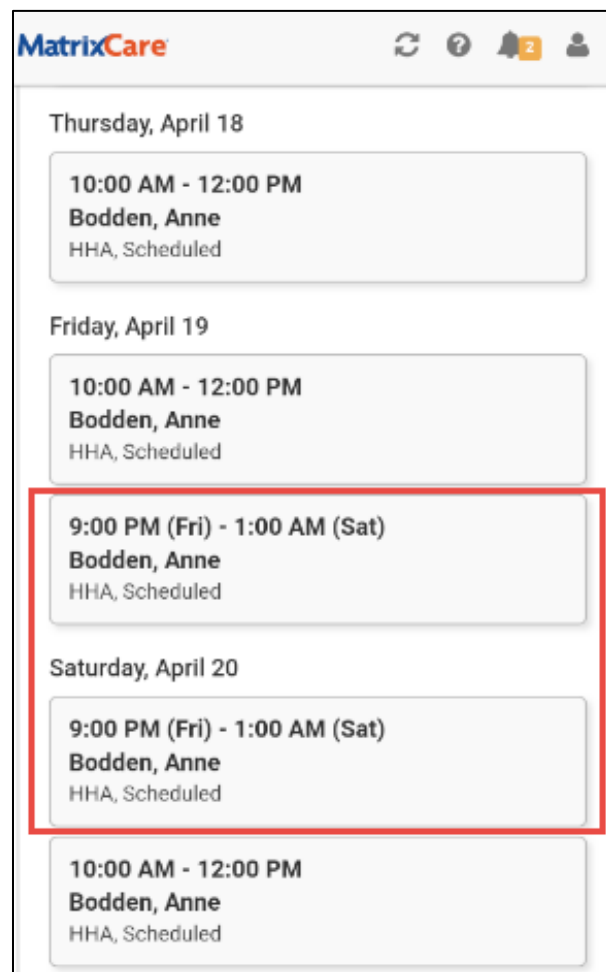 MatrixCare
2
Thursday, April 18
10:00 AM - 12:00 PM
Bodden, Anne
HHA, Scheduled
Friday, April 19
10:00 AM - 12:00 PM
Bodden, Anne
HHA, Scheduled
9:00 PM (Fri) - 1:00 AM (Sat)
Bodden, Anne
HHA, Scheduled
Saturday, April 20
9:00 PM (Fri) - 1:00 AM (Sat)
Bodden, Anne
HHA, Scheduled
10:00 AM - 12:00 PM
Bodden, Anne
HHA, Scheduled